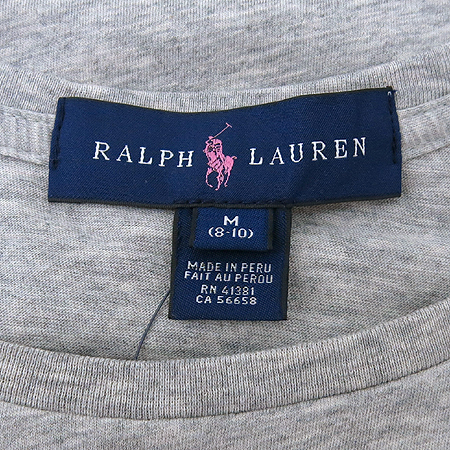 RALPH LAUREN
M
(8-10)
MADE IN PERU
FAIT AU PEROU
RN 41381
CA 56658